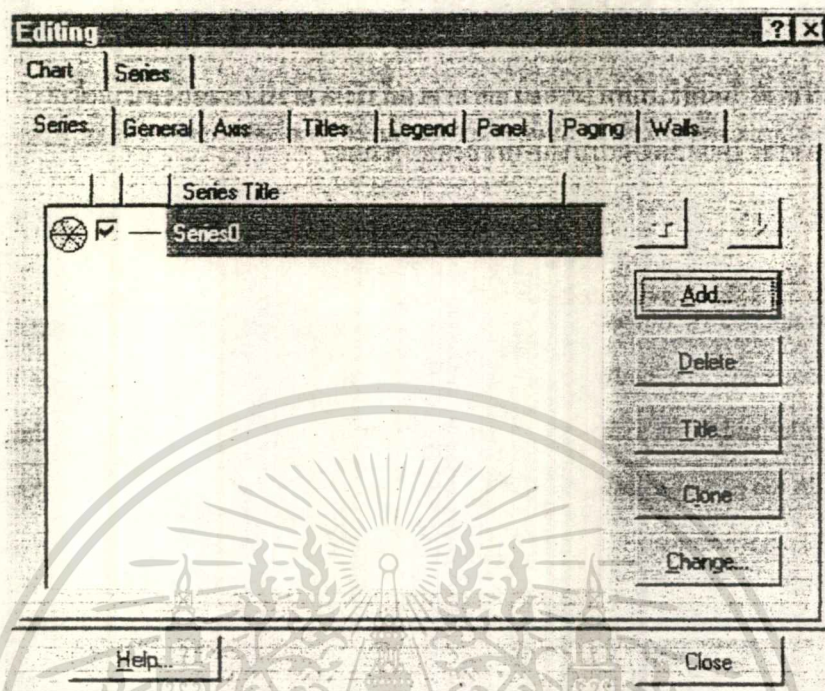 Editing
? ×
Chart Series
Series General Axis Titles Legend Panel Paging Walls
Series Title
Series0
Add...
Delete
Title...
Clone
Change...
Help... Close